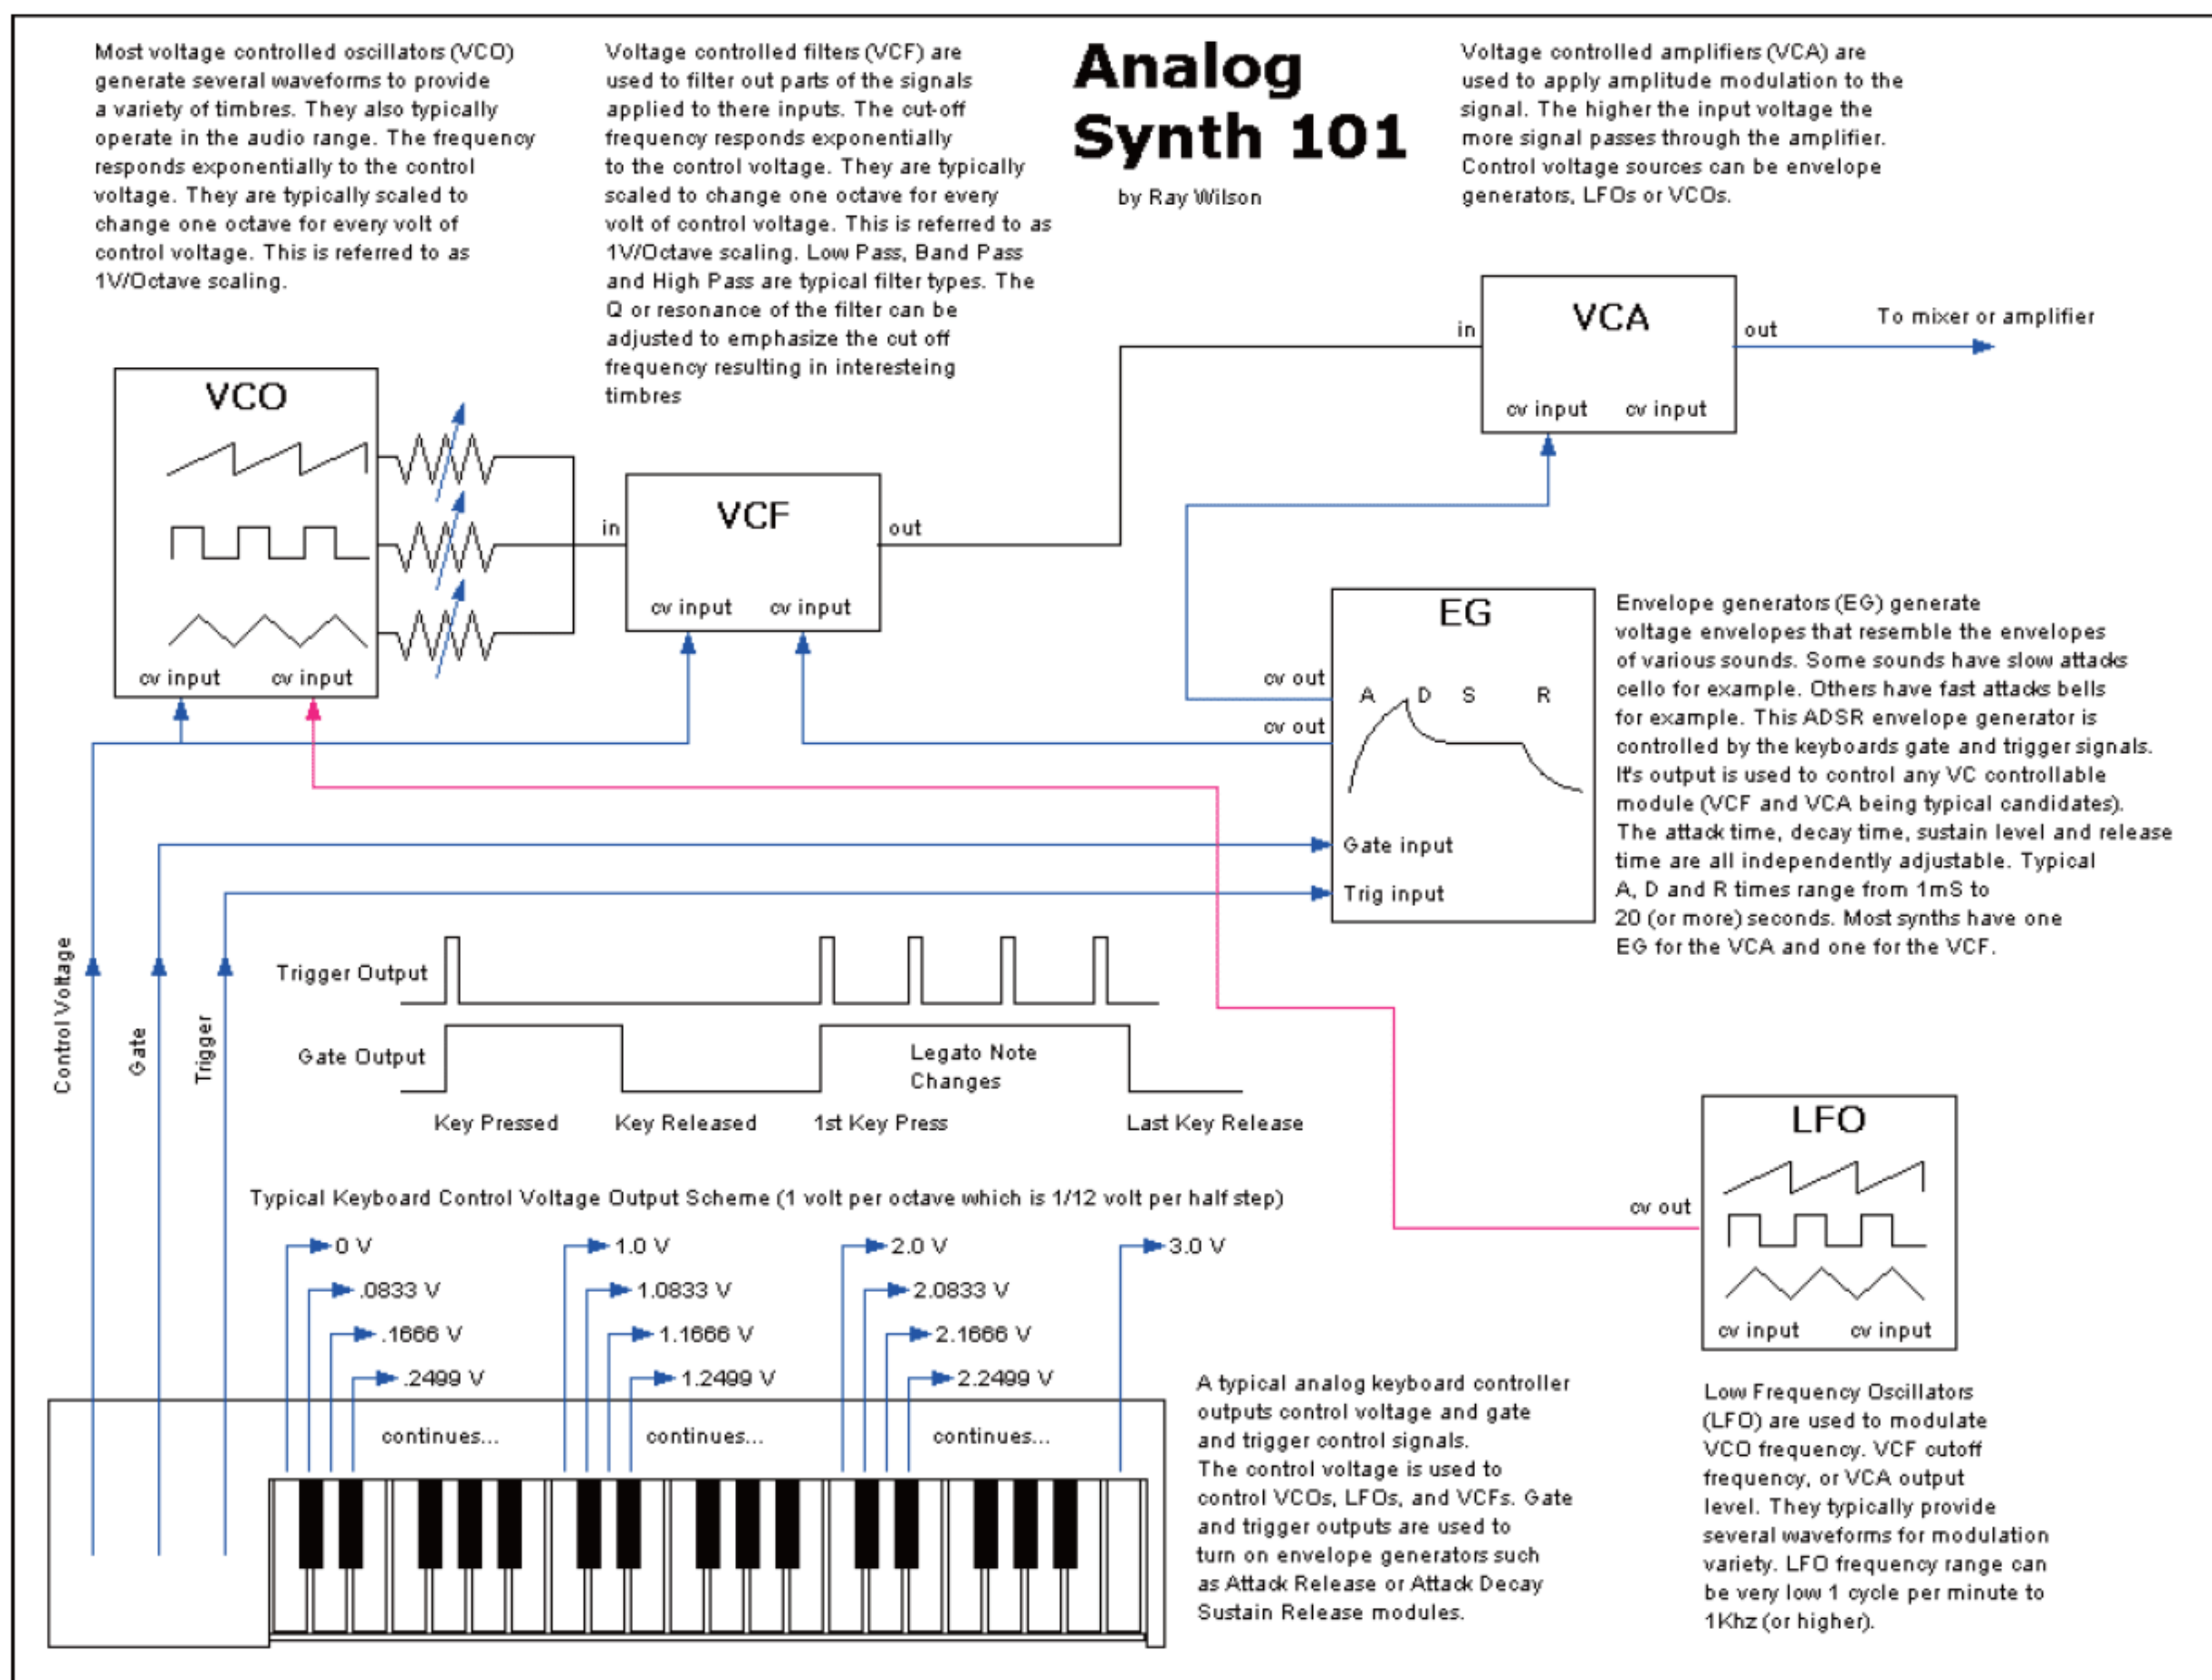 Most voltage controlled oscillators (VCO)
generate several waveforms to provide
a variety of timbres. They also typically
operate in the audio range. The frequency
responds exponentially to the control
voltage. They are typically scaled to
change one octave for every volt of
control voltage. This is referred to as
1V/Octave scaling.
Voltage controlled filters (VCF) are
used to filter out parts of the signals
applied to there inputs. The cut-off
frequency responds exponentially
to the control voltage. They are typically
scaled to change one octave for every
volt of control voltage. This is referred to as
1V/Octave scaling. Low Pass, Band Pass
and High Pass are typical filter types. The
Q or resonance of the filter can be
adjusted to emphasize the cut off
frequency resulting in interesteing
timbres
Analog
Synth 101
by Ray Wilson
Voltage controlled amplifiers (VCA) are
used to apply amplitude modulation to the
signal. The higher the input voltage the
more signal passes through the amplifier.
Control voltage sources can be envelope
generators, LFOs or VCOs.
VCO
cv input cv input
in
VCF
out
cv input cv input
in
VCA
out
To mixer or amplifier
cv input cv input
EG
cv out
cv out
A D S R
Gate input
Trig input
Envelope generators (EG) generate
voltage envelopes that resemble the envelopes
of various sounds. Some sounds have slow attacks
cello for example. Others have fast attacks bells
for example. This ADSR envelope generator is
controlled by the keyboards gate and trigger signals.
It's output is used to control any VC controllable
module (VCF and VCA being typical candidates).
The attack time, decay time, sustain level and release
time are all independently adjustable. Typical
A, D and R times range from 1mS to
20 (or more) seconds. Most synths have one
EG for the VCA and one for the VCF.
Control Voltage
Gate
Trigger
Trigger Output
Gate Output
Legato Note
Changes
Key Pressed Key Released 1st Key Press Last Key Release
Typical Keyboard Control Voltage Output Scheme (1 volt per octave which is 1/12 volt per half step)
0 V 1.0 V 2.0 V 3.0 V
.0833 V 1.0833 V 2.0833 V
.1666 V 1.1666 V 2.1666 V
.2499 V 1.2499 V 2.2499 V
continues... continues... continues...
A typical analog keyboard controller
outputs control voltage and gate
and trigger control signals.
The control voltage is used to
control VCOs, LFOs, and VCFs. Gate
and trigger outputs are used to
turn on envelope generators such
as Attack Release or Attack Decay
Sustain Release modules.
LFO
cv out
cv input cv input
Low Frequency Oscillators
(LFO) are used to modulate
VCO frequency. VCF cutoff
frequency, or VCA output
level. They typically provide
several waveforms for modulation
variety. LFO frequency range can
be very low 1 cycle per minute to
1Khz (or higher).